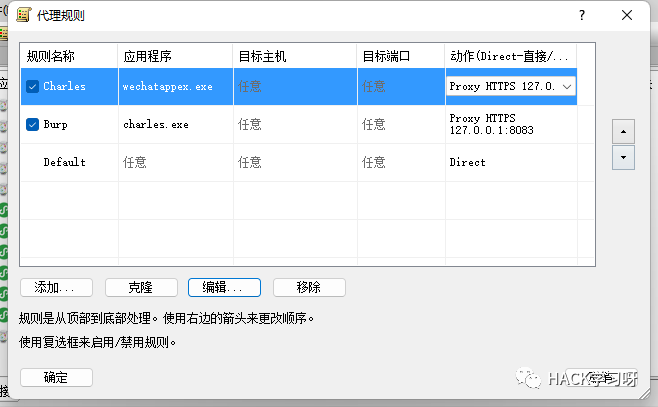 代理规则
规则名称 应用程序 目标主机 目标端口 动作(Direct-直接/...
Charles wechatappex.exe 任意 任意 Proxy HTTPS 127.0.
Burp charles.exe 任意 任意 Proxy HTTPS
127.0.0.1:8083
Default 任意 任意 任意 Direct
添加... 克隆 编辑... 移除
规则是从顶部到底部处理。使用右边的箭头来更改顺序。
使用复选框来启用/禁用规则。
确定
HACK学习呀